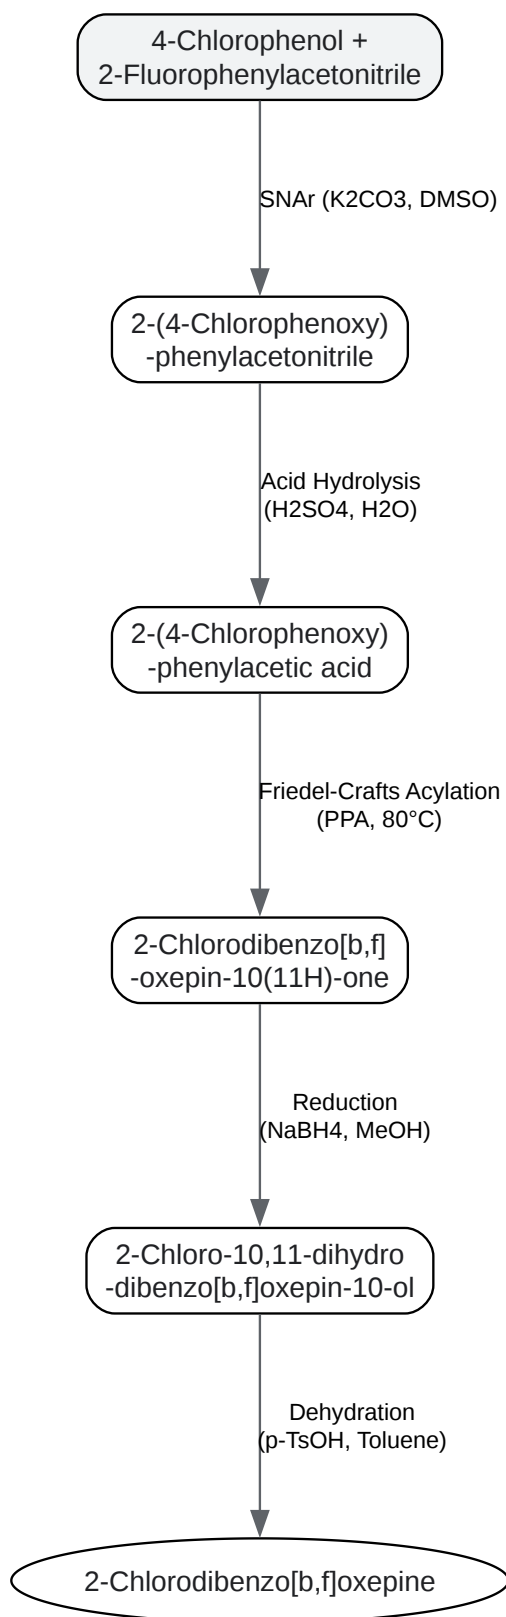 4-Chlorophenol +
2-Fluorophenylacetonitrile
SNAr (K2CO3, DMSO)
2-(4-Chlorophenoxy)
-phenylacetonitrile
Acid Hydrolysis
(H2SO4, H2O)
2-(4-Chlorophenoxy)
-phenylacetic acid
Friedel-Crafts Acylation
(PPA, 80°C)
2-Chlorodibenzo[b,f]
-oxepin-10(11H)-one
Reduction
(NaBH4, MeOH)
2-Chloro-10,11-dihydro
-dibenzo[b,f]oxepin-10-ol
Dehydration
(p-TsOH, Toluene)
2-Chlorodibenzo[b,f]oxepine